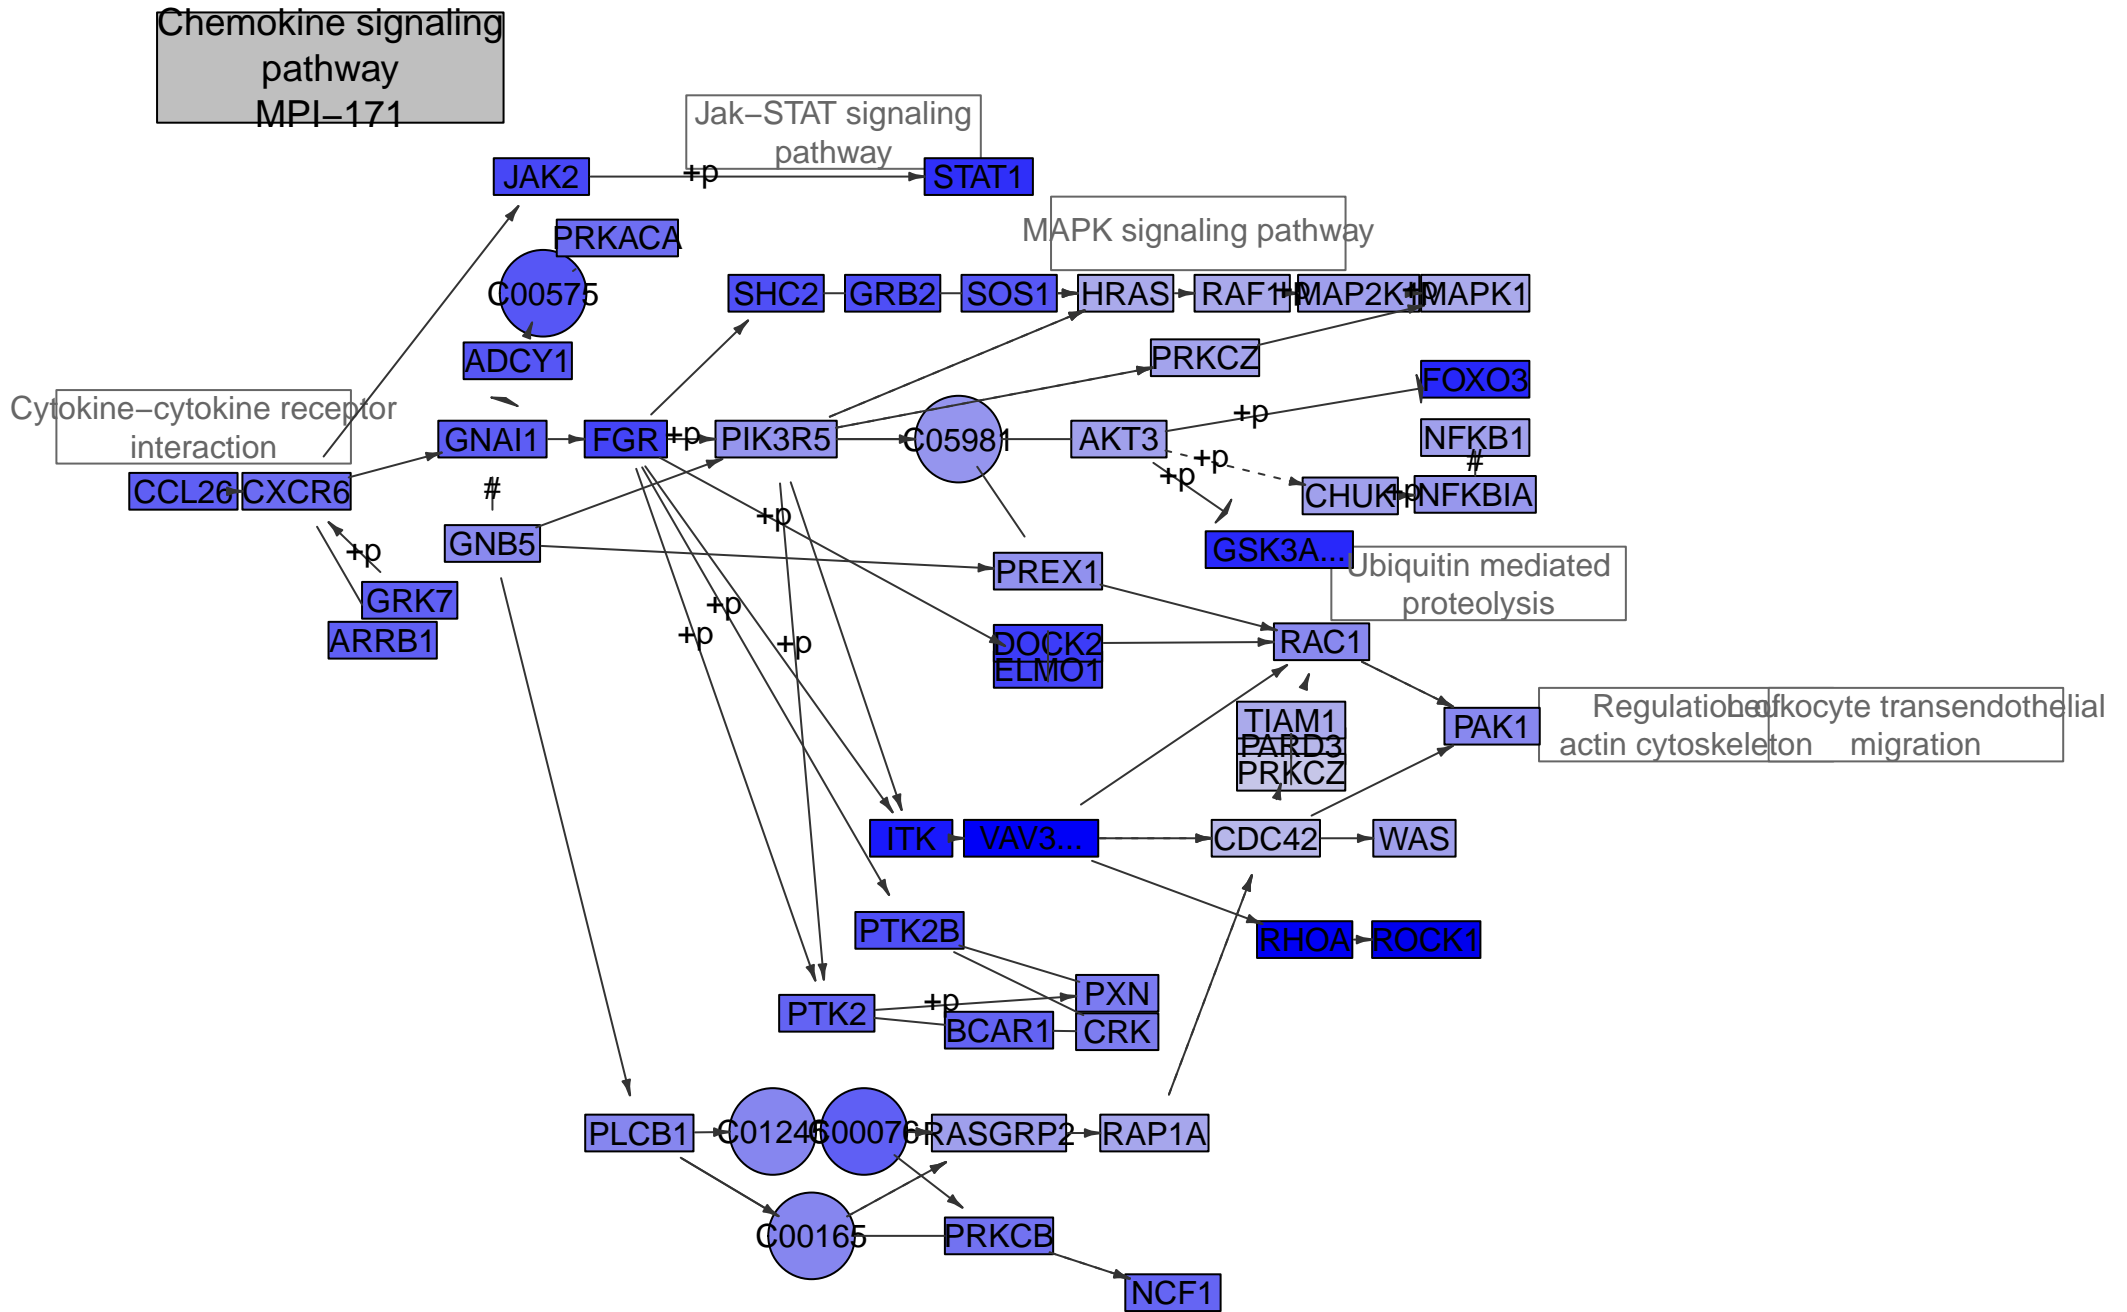 Chemokine signaling
pathway
MPI−171
Jak−STAT signaling
pathway
JAK2
+p
STAT1
PRKACA
MAPK signaling pathway
C00575
SHC2
GRB2
SOS1
HRAS
RAF1
+p
MAP2K1
+p
MAPK1
ADCY1
PRKCZ
FOXO3
Cytokine−cytokine receptor
interaction
+p
GNAI1
FGR
+p
PIK3R5
C05981
AKT3
NFKB1
+p
#
CCL26
CXCR6
#
+p
CHUK
+p
NFKBIA
+p
GNB5
GSK3A...
+p
PREX1
Ubiquitin mediated
proteolysis
GRK7
+p
ARRB1
+p
+p
DOCK2
ELMO1
RAC1
TIAM1
PARD3
PRKCZ
PAK1
Regulation of
actin cytoskeleton
Leukocyte transendothelial
migration
ITK
VAV3...
CDC42
WAS
PTK2B
RHOA
ROCK1
PTK2
+p
PXN
BCAR1
CRK
PLCB1
C01245
C00076
RASGRP2
RAP1A
C00165
PRKCB
NCF1